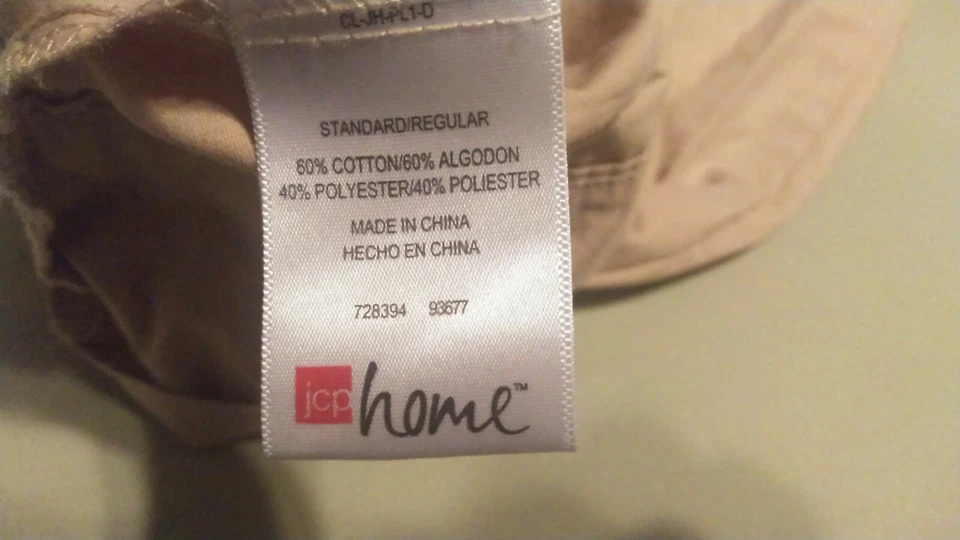 CL-JH-PL1-D
STANDARD/REGULAR
60% COTTON/60% ALGODON
40% POLYESTER/40% POLIESTER
MADE IN CHINA
HECHO EN CHINA
728394 93677
jcp home™